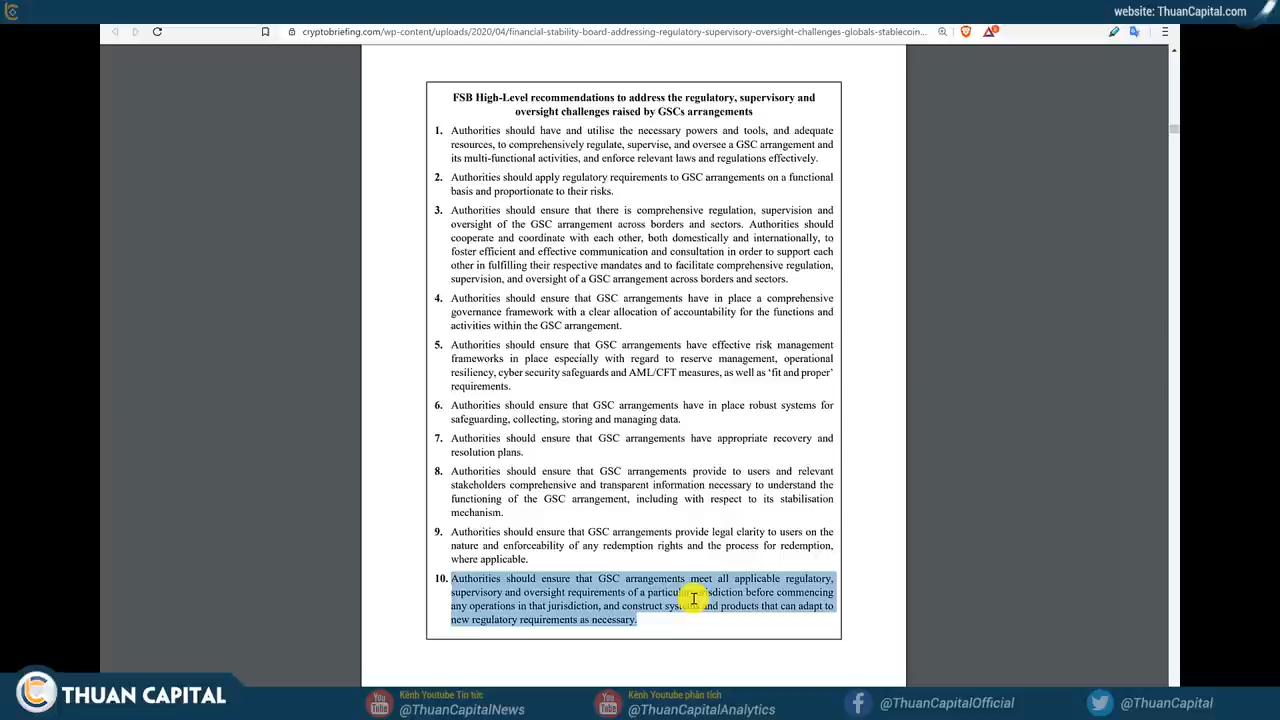 website: ThuanCapital.com
cryptobriefing.com/wp-content/uploads/2020/04/financial-stability-board-addressing-regulatory-supervisory-oversight-challenges-globals-stablecoin...
FSB High-Level recommendations to address the regulatory, supervisory and
oversight challenges raised by GSCs arrangements
1. Authorities should have and utilise the necessary powers and tools, and adequate
resources, to comprehensively regulate, supervise, and oversee a GSC arrangement and
its multi-functional activities, and enforce relevant laws and regulations effectively.
2. Authorities should apply regulatory requirements to GSC arrangements on a functional
basis and proportionate to their risks.
3. Authorities should ensure that there is comprehensive regulation, supervision and
oversight of the GSC arrangement across borders and sectors. Authorities should
cooperate and coordinate with each other, both domestically and internationally, to
foster efficient and effective communication and consultation in order to support each
other in fulfilling their respective mandates and to facilitate comprehensive regulation,
supervision, and oversight of a GSC arrangement across borders and sectors.
4. Authorities should ensure that GSC arrangements have in place a comprehensive
governance framework with a clear allocation of accountability for the functions and
activities within the GSC arrangement.
5. Authorities should ensure that GSC arrangements have effective risk management
frameworks in place especially with regard to reserve management, operational
resiliency, cyber security safeguards and AML/CFT measures, as well as 'fit and proper'
requirements.
6. Authorities should ensure that GSC arrangements have in place robust systems for
safeguarding, collecting, storing and managing data.
7. Authorities should ensure that GSC arrangements have appropriate recovery and
resolution plans.
8. Authorities should ensure that GSC arrangements provide to users and relevant
stakeholders comprehensive and transparent information necessary to understand the
functioning of the GSC arrangement, including with respect to its stabilisation
mechanism.
9. Authorities should ensure that GSC arrangements provide legal clarity to users on the
nature and enforceability of any redemption rights and the process for redemption,
where applicable.
10. Authorities should ensure that GSC arrangements meet all applicable regulatory,
supervisory and oversight requirements of a particular jurisdiction before commencing
any operations in that jurisdiction, and construct systems and products that can adapt to
new regulatory requirements as necessary.
THUAN CAPITAL
You Tube
Kênh Youtube Tin tức
@ThuanCapitalNews
You Tube
Kênh Youtube phân tích
@ThuanCapitalAnalytics
@ThuanCapitalOfficial
@ThuanCapital